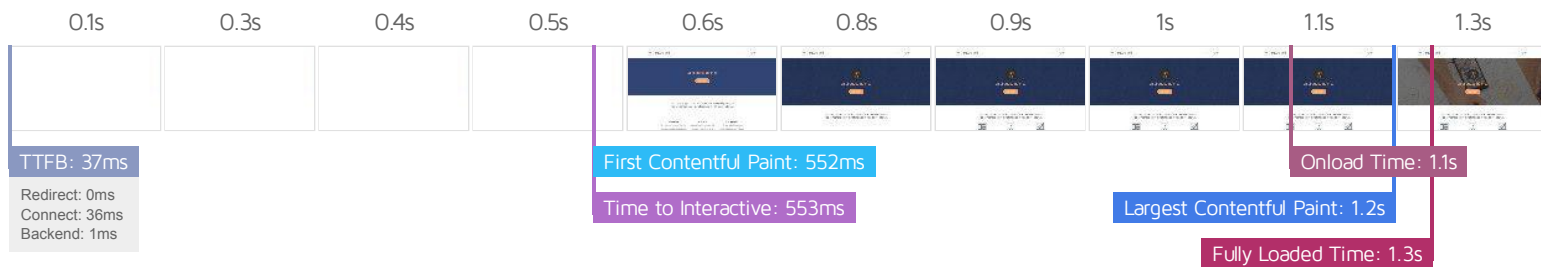 0.1s 0.3s 0.4s 0.5s 0.6s 0.8s 0.9s 1s 1.1s 1.3s
TTFB: 37ms
Redirect: 0ms
Connect: 36ms
Backend: 1ms
First Contentful Paint: 552ms
Time to Interactive: 553ms
Onload Time: 1.1s
Largest Contentful Paint: 1.2s
Fully Loaded Time: 1.3s